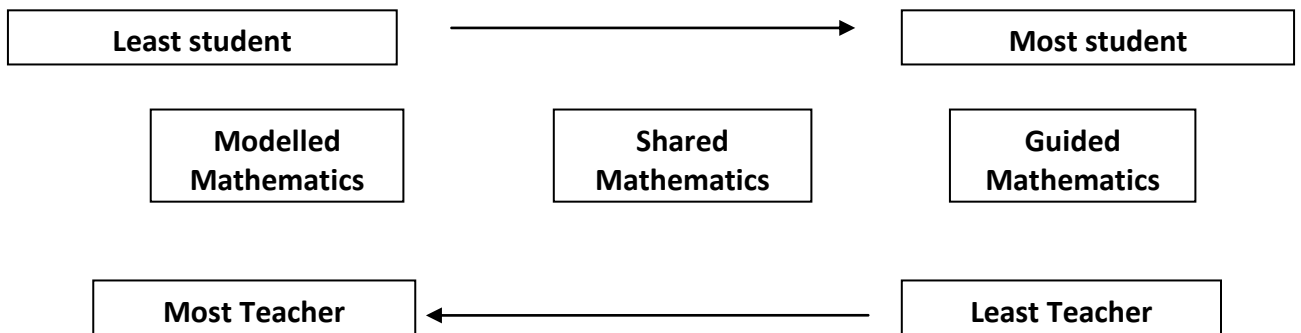 Least student
Most student
Modelled
Mathematics
Shared
Mathematics
Guided
Mathematics
Most Teacher
Least Teacher